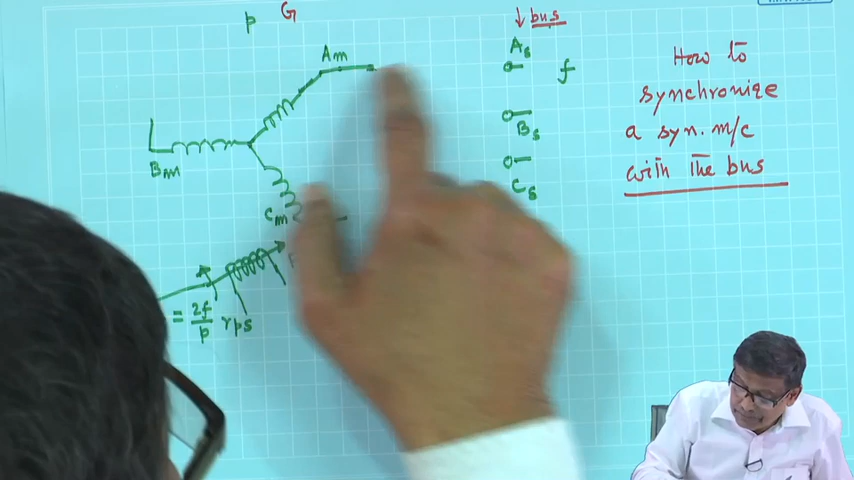 p G
bus
Am
As
f
Bs
Cs
Bm
Cm
= 2f/p rps
How to
synchronize
a syn. m/c
with the bus